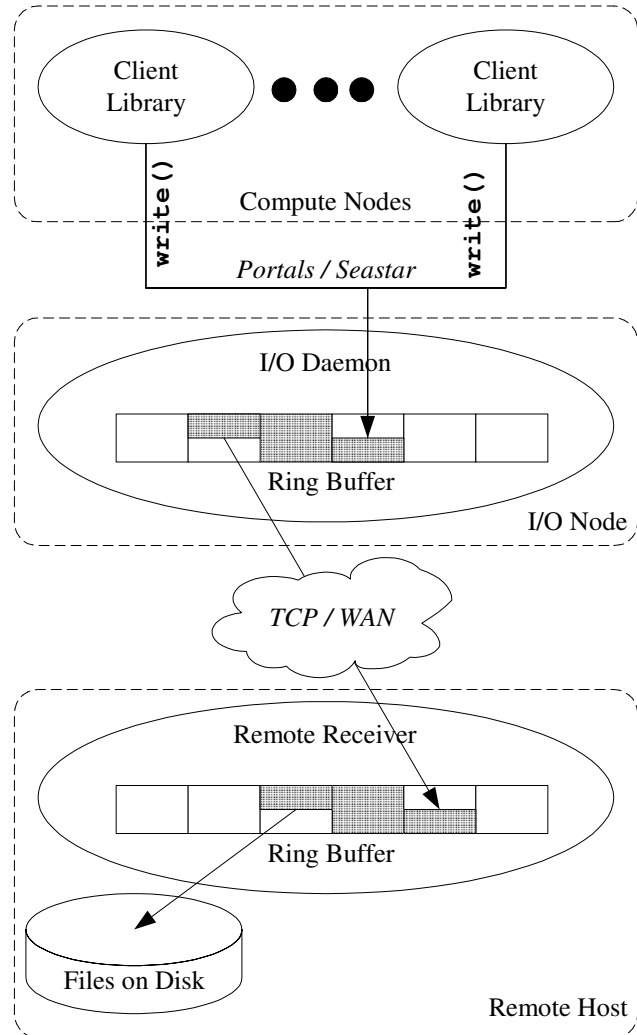 Client
Library
Client
Library
write()
write()
Compute Nodes
Portals / Seastar
I/O Daemon
Ring Buffer
I/O Node
TCP / WAN
Remote Receiver
Ring Buffer
Files on Disk
Remote Host